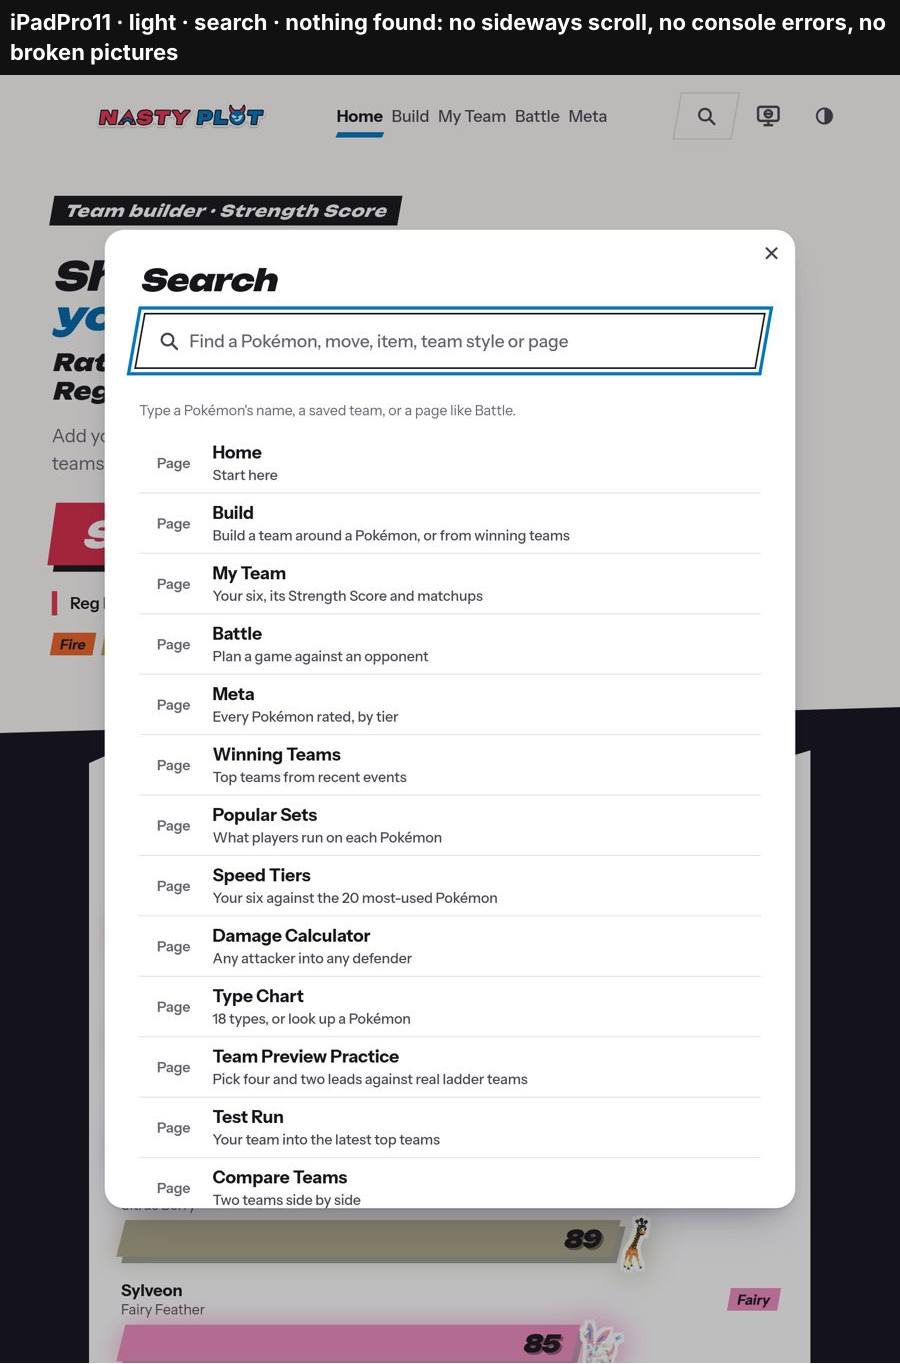 iPadPro11 · light · search · nothing found: no sideways scroll, no console errors, no
broken pictures
NASTY PLOT
Home Build My Team Battle Meta
Team builder · Strength Score
Search
Find a Pokémon, move, item, team style or page
Type a Pokémon's name, a saved team, or a page like Battle.
Add
teams
Reg
Fire
Page Home
Start here
Page Build
Build a team around a Pokémon, or from winning teams
Page My Team
Your six, its Strength Score and matchups
Page Battle
Plan a game against an opponent
Page Meta
Every Pokémon rated, by tier
Page Winning Teams
Top teams from recent events
Page Popular Sets
What players run on each Pokémon
Page Speed Tiers
Your six against the 20 most-used Pokémon
Page Damage Calculator
Any attacker into any defender
Page Type Chart
18 types, or look up a Pokémon
Page Team Preview Practice
Pick four and two leads against real ladder teams
Page Test Run
Your team into the latest top teams
Page Compare Teams
Two teams side by side
89
Sylveon
Fairy Feather
Fairy
85